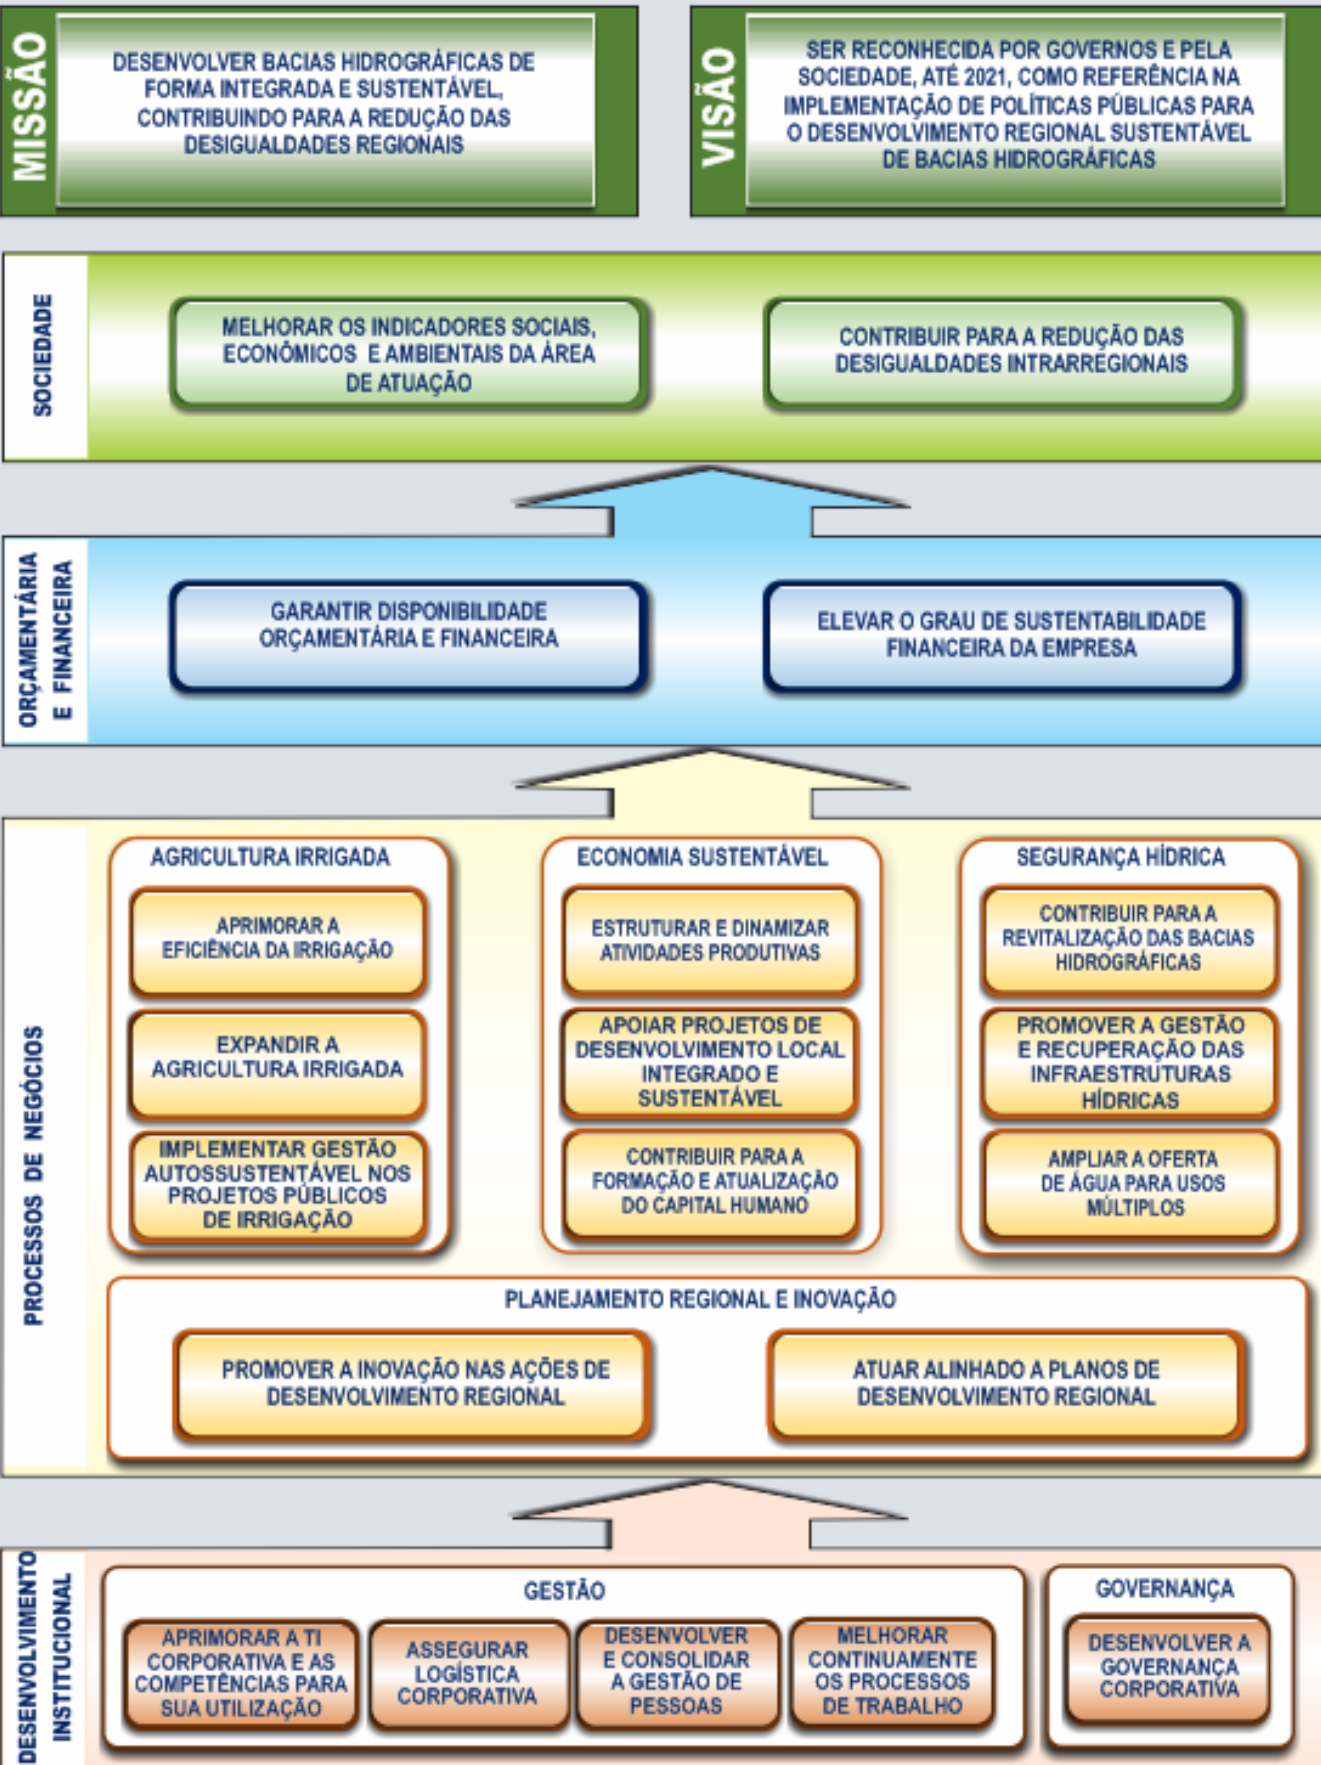 MISSÃO
DESENVOLVER BACIAS HIDROGRÁFICAS DE
FORMA INTEGRADA E SUSTENTÁVEL,
CONTRIBUINDO PARA A REDUÇÃO DAS
DESIGUALDADES REGIONAIS
VISÃO
SER RECONHECIDA POR GOVERNOS E PELA
SOCIEDADE, ATÉ 2021, COMO REFERÊNCIA NA
IMPLEMENTAÇÃO DE POLÍTICAS PÚBLICAS PARA
O DESENVOLVIMENTO REGIONAL SUSTENTÁVEL
DE BACIAS HIDROGRÁFICAS
SOCIEDADE
MELHORAR OS INDICADORES SOCIAIS,
ECONÔMICOS E AMBIENTAIS DA ÁREA
DE ATUAÇÃO
CONTRIBUIR PARA A REDUÇÃO DAS
DESIGUALDADES INTRARREGIONAIS
ORÇAMENTÁRIA
E FINANCEIRA
GARANTIR DISPONIBILIDADE
ORÇAMENTÁRIA E FINANCEIRA
ELEVAR O GRAU DE SUSTENTABILIDADE
FINANCEIRA DA EMPRESA
PROCESSOS DE NEGÓCIOS
AGRICULTURA IRRIGADA
APRIMORAR A
EFICIÊNCIA DA IRRIGAÇÃO
EXPANDIR A
AGRICULTURA IRRIGADA
IMPLEMENTAR GESTÃO
AUTOSSUSTENTÁVEL NOS
PROJETOS PÚBLICOS
DE IRRIGAÇÃO
ECONOMIA SUSTENTÁVEL
ESTRUTURAR E DINAMIZAR
ATIVIDADES PRODUTIVAS
APOIAR PROJETOS DE
DESENVOLVIMENTO LOCAL
INTEGRADO E
SUSTENTÁVEL
CONTRIBUIR PARA A
FORMAÇÃO E ATUALIZAÇÃO
DO CAPITAL HUMANO
SEGURANÇA HÍDRICA
CONTRIBUIR PARA A
REVITALIZAÇÃO DAS BACIAS
HIDROGRÁFICAS
PROMOVER A GESTÃO
E RECUPERAÇÃO DAS
INFRAESTRUTURAS
HÍDRICAS
AMPLIAR A OFERTA
DE ÁGUA PARA USOS
MÚLTIPLOS
PLANEJAMENTO REGIONAL E INOVAÇÃO
PROMOVER A INOVAÇÃO NAS AÇÕES DE
DESENVOLVIMENTO REGIONAL
ATUAR ALINHADO A PLANOS DE
DESENVOLVIMENTO REGIONAL
DESENVOLVIMENTO
INSTITUCIONAL
GESTÃO
APRIMORAR A TI
CORPORATIVA E AS
COMPETÊNCIAS PARA
SUA UTILIZAÇÃO
ASSEGURAR
LOGÍSTICA
CORPORATIVA
DESENVOLVER
E CONSOLIDAR
A GESTÃO DE
PESSOAS
MELHORAR
CONTINUAMENTE
OS PROCESSOS
DE TRABALHO
GOVERNANÇA
DESENVOLVER A
GOVERNANÇA
CORPORATIVA